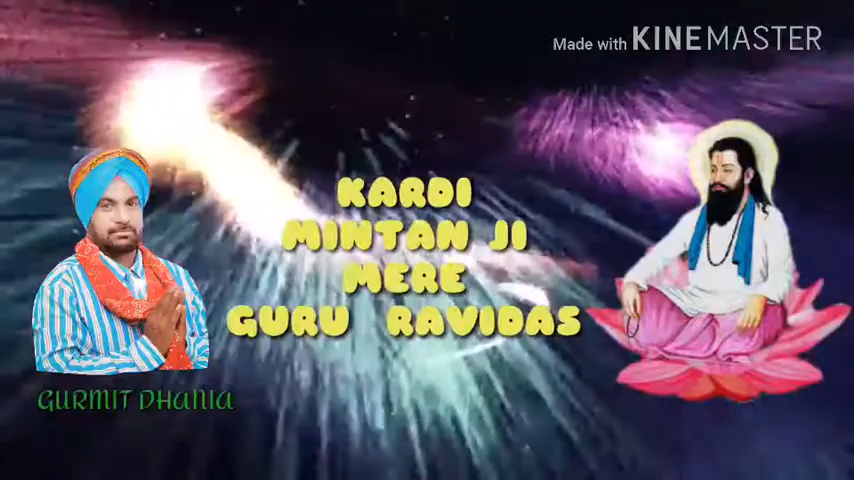 Made with KINEMASTER
KARDI
MINTAN JI
MERE
GURU RAVIDAS
GURMIT DHANIA